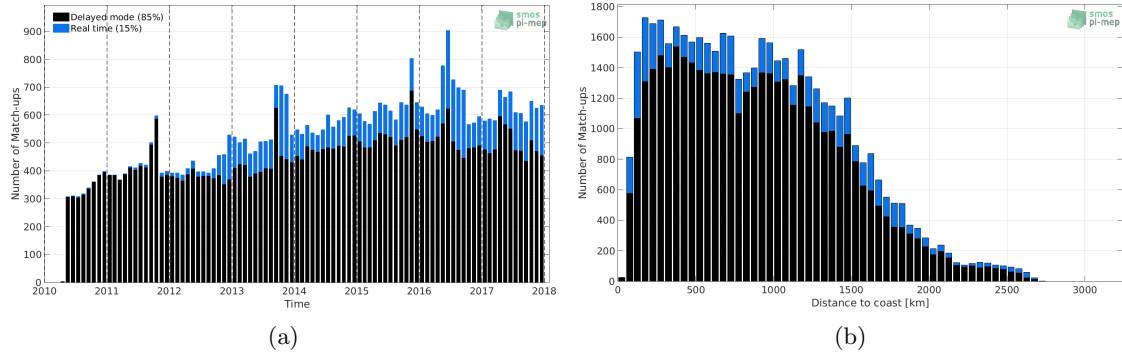 Delayed mode (85%)
Real time (15%)
smos
pi-mep
Number of Match-ups
900
800
700
600
500
400
300
200
100
0
2010 2011 2012 2013 2014 2015 2016 2017 2018
Time
(a)
smos
pi-mep
Number of Match-ups
1800
1600
1400
1200
1000
800
600
400
200
0
0 500 1000 1500 2000 2500 3000
Distance to coast [km]
(b)